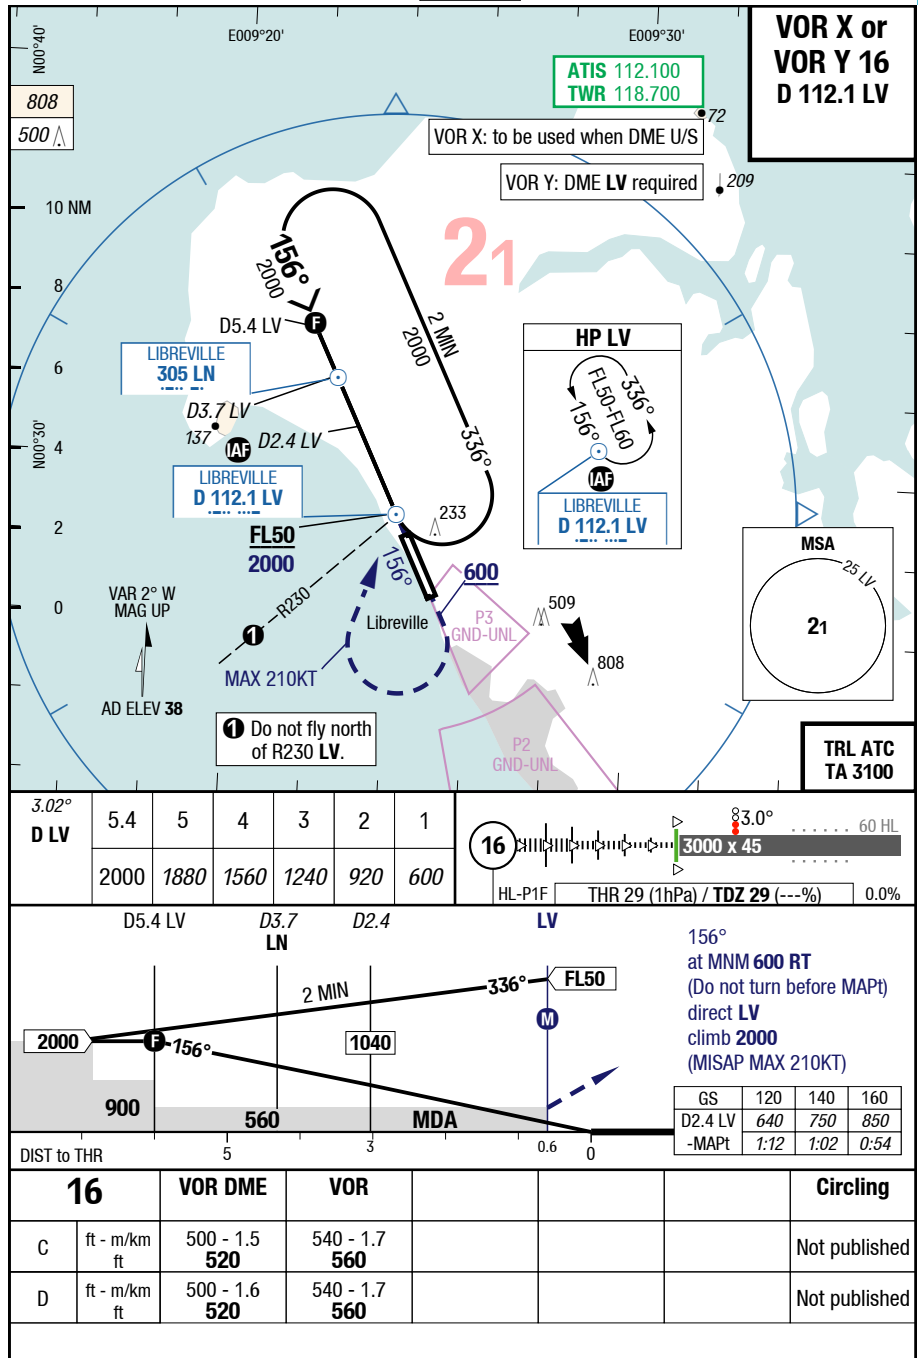 N00°40'
E009°20'
E009°30'
VOR X or
VOR Y 16
D 112.1 LV
ATIS 112.100
TWR 118.700
808
500
72
VOR X: to be used when DME U/S
VOR Y: DME LV required
209
10 NM
21
156°
2000
8
D5.4 LV
F
2 MIN
2000
HP LV
LIBREVILLE
305 LN
6
FL50-FL60
336°
156°
D3.7 LV
137
IAF
D2.4 LV
336°
N00°30'
4
IAF
LIBREVILLE
D 112.1 LV
LIBREVILLE
D 112.1 LV
233
FL50
2000
2
156°
MSA
25 LV
21
600
VAR 2° W
MAG UP
0
R230
1
Libreville
P3
GND-UNL
509
808
MAX 210KT
AD ELEV 38
1 Do not fly north
of R230 LV.
P2
GND-UNL
TRL ATC
TA 3100
3.02°
D LV
5.4 5 4 3 2 1
2000 1880 1560 1240 920 600
16
3.0°
60 HL
3000 x 45
HL-P1F
THR 29 (1hPa) / TDZ 29 (---%)
0.0%
D5.4 LV
D3.7
LN
D2.4
LV
156°
at MNM 600 RT
(Do not turn before MAPt)
direct LV
climb 2000
(MISAP MAX 210KT)
2 MIN
336°
FL50
M
2000
F
156°
1040
900
560
MDA
GS 120 140 160
D2.4 LV 640 750 850
-MAPt 1:12 1:02 0:54
DIST to THR
5
3
0.6
0
16 VOR DME VOR Circling
C ft - m/km 500 - 1.5 540 - 1.7 Not published
ft 520 560
D ft - m/km 500 - 1.6 540 - 1.7 Not published
ft 520 560